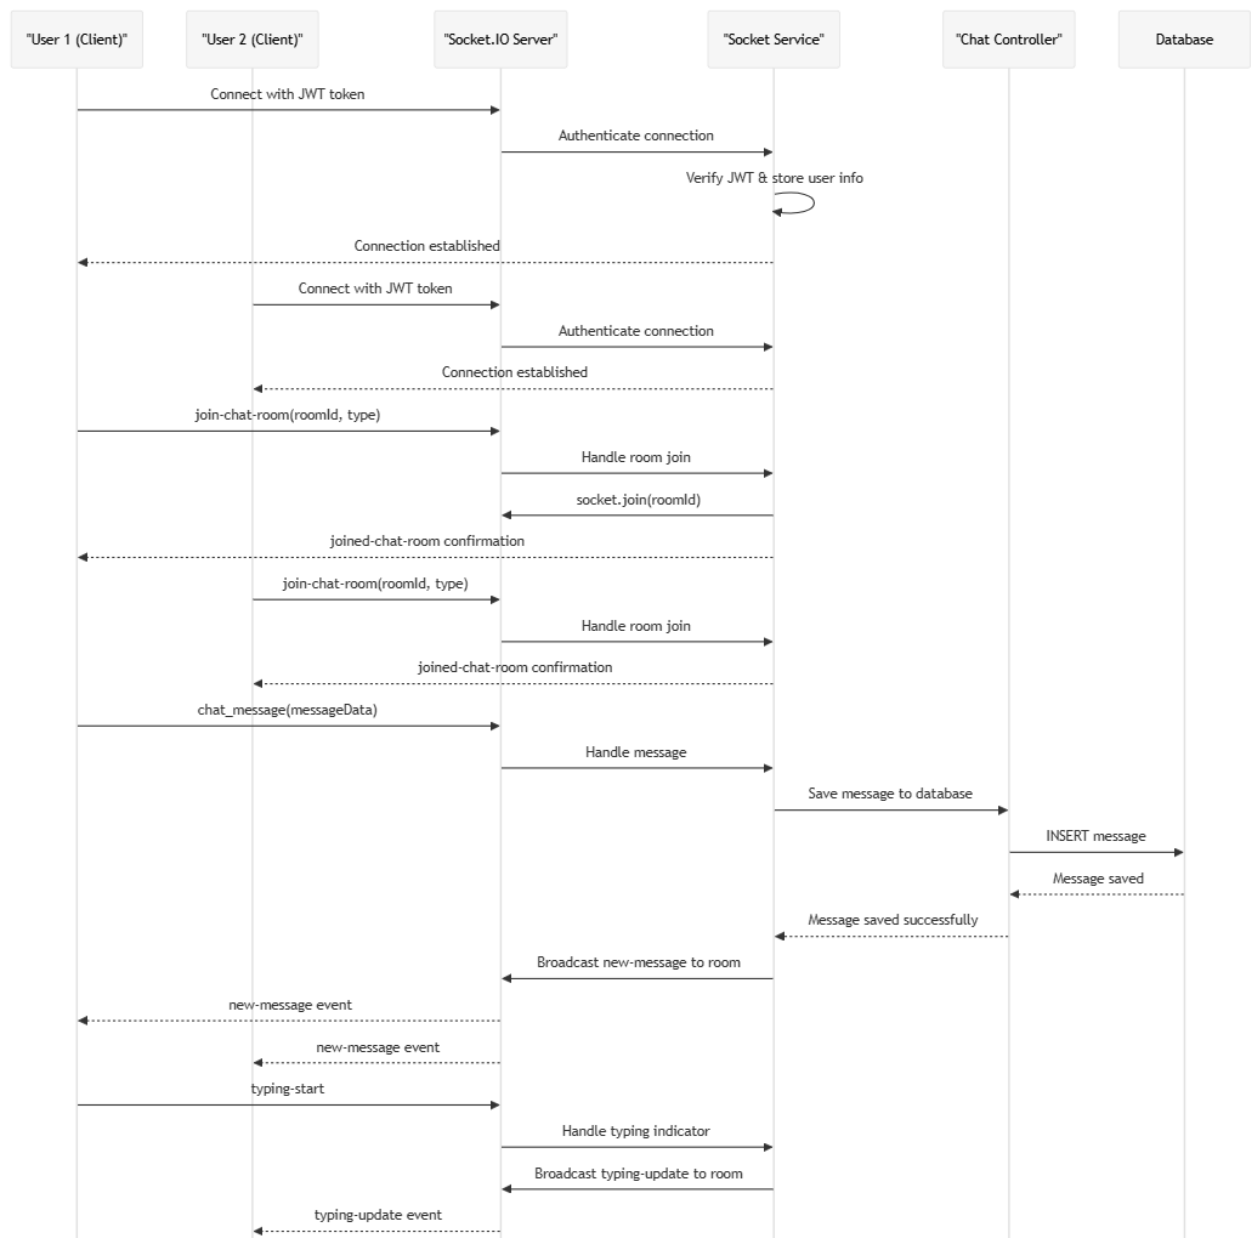 "User 1 (Client)"
"User 2 (Client)"
"Socket.IO Server"
"Socket Service"
"Chat Controller"
Database
Connect with JWT token
Authenticate connection
Verify JWT & store user info
Connection established
Connect with JWT token
Authenticate connection
Connection established
join-chat-room(roomId, type)
Handle room join
socket.join(roomId)
joined-chat-room confirmation
join-chat-room(roomId, type)
Handle room join
joined-chat-room confirmation
chat_message(messageData)
Handle message
Save message to database
INSERT message
Message saved
Message saved successfully
Broadcast new-message to room
new-message event
new-message event
typing-start
Handle typing indicator
Broadcast typing-update to room
typing-update event